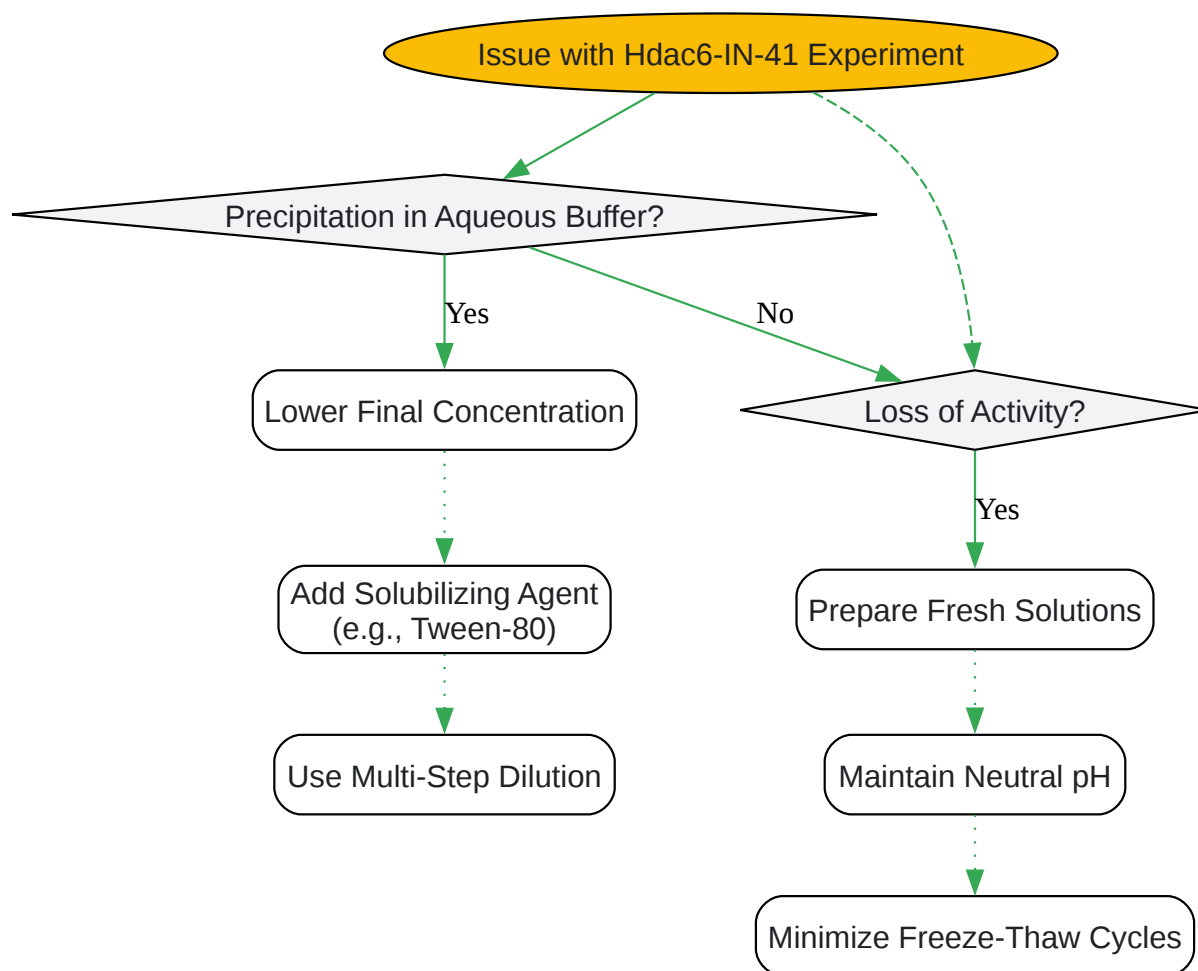 Issue with Hdac6-IN-41 Experiment
Precipitation in Aqueous Buffer?
Yes
No
Lower Final Concentration
Loss of Activity?
Yes
Add Solubilizing Agent
(e.g., Tween-80)
Prepare Fresh Solutions
Use Multi-Step Dilution
Maintain Neutral pH
Minimize Freeze-Thaw Cycles